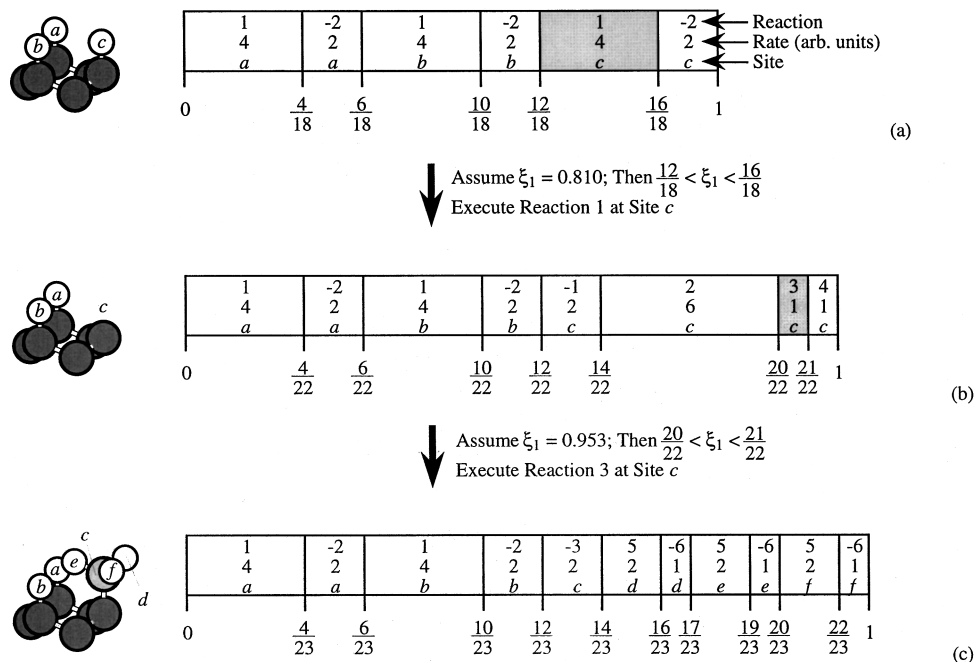 a b c
1 -2 1 -2 1 -2 Reaction
4 2 4 2 4 2 Rate (arb. units)
a a b b c c Site
0 4/18 6/18 10/18 12/18 16/18 1
(a)
Assume ξ1 = 0.810; Then 12/18 < ξ1 < 16/18
Execute Reaction 1 at Site c
a b c
1 -2 1 -2 -1 2 3 4
4 2 4 2 2 6 1 1
a a b b c c c c
0 4/22 6/22 10/22 12/22 14/22 20/22 21/22 1
(b)
Assume ξ1 = 0.953; Then 20/22 < ξ1 < 21/22
Execute Reaction 3 at Site c
c
a e f
b d
1 -2 1 -2 -3 5 -6 5 -6 5 -6
4 2 4 2 2 2 1 2 1 2 1
a a b b c d d e e f f
0 4/23 6/23 10/23 12/23 14/23 16/23 17/23 19/23 20/23 22/23 1
(c)